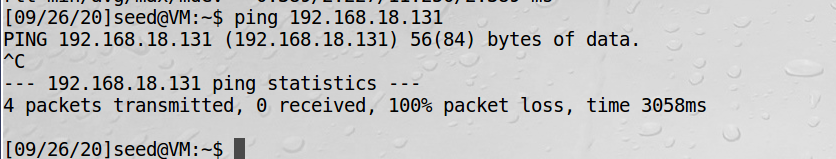 [09/26/20]seed@VM:~$ ping 192.168.18.131
PING 192.168.18.131 (192.168.18.131) 56(84) bytes of data.
^C
--- 192.168.18.131 ping statistics ---
4 packets transmitted, 0 received, 100% packet loss, time 3058ms
[09/26/20]seed@VM:~$